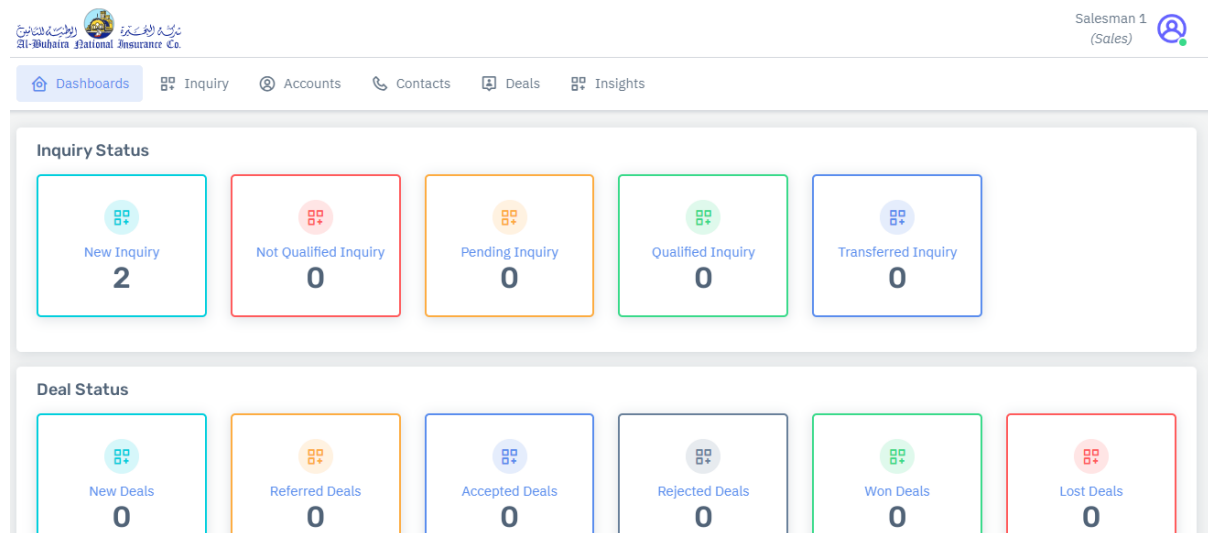 Al-Buhaira National Insurance Co.
Salesman 1
(Sales)
Dashboards
Inquiry
Accounts
Contacts
Deals
Insights
Inquiry Status
New Inquiry
2
Not Qualified Inquiry
0
Pending Inquiry
0
Qualified Inquiry
0
Transferred Inquiry
0
Deal Status
New Deals
0
Referred Deals
0
Accepted Deals
0
Rejected Deals
0
Won Deals
0
Lost Deals
0